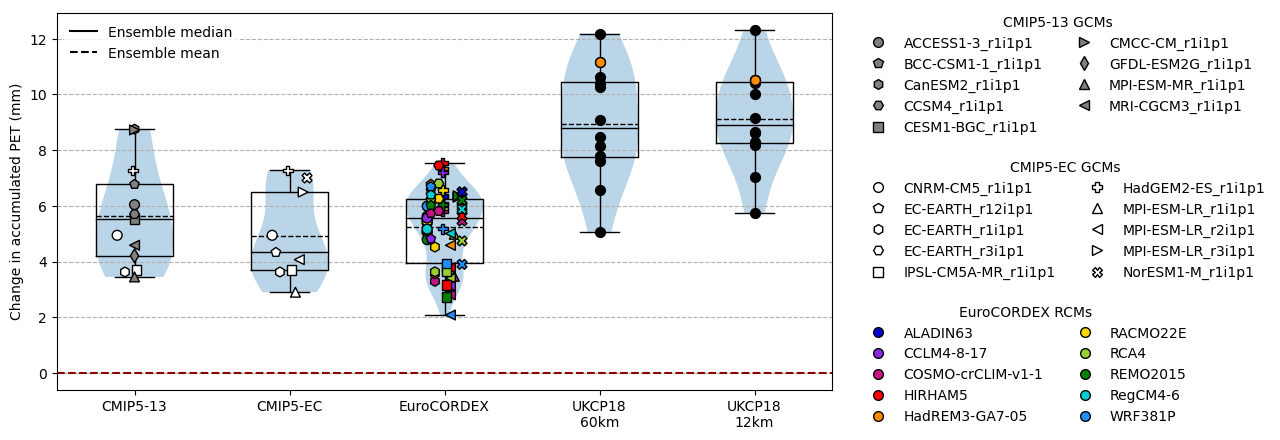 Change in accumulated PET (mm)
12
10
8
6
4
2
0
Ensemble median
Ensemble mean
CMIP5-13
CMIP5-EC
EuroCORDEX
UKCP18
60km
UKCP18
12km
CMIP5-13 GCMs
ACCESS1-3_r1i1p1
BCC-CSM1-1_r1i1p1
CanESM2_r1i1p1
CCSM4_r1i1p1
CESM1-BGC_r1i1p1
CMCC-CM_r1i1p1
GFDL-ESM2G_r1i1p1
MPI-ESM-MR_r1i1p1
MRI-CGCM3_r1i1p1
CMIP5-EC GCMs
CNRM-CM5_r1i1p1
EC-EARTH_r12i1p1
EC-EARTH_r1i1p1
EC-EARTH_r3i1p1
IPSL-CM5A-MR_r1i1p1
HadGEM2-ES_r1i1p1
MPI-ESM-LR_r1i1p1
MPI-ESM-LR_r2i1p1
MPI-ESM-LR_r3i1p1
NorESM1-M_r1i1p1
EuroCORDEX RCMs
ALADIN63
CCLM4-8-17
COSMO-crCLIM-v1-1
HIRHAM5
HadREM3-GA7-05
RACMO22E
RCA4
REMO2015
RegCM4-6
WRF381P